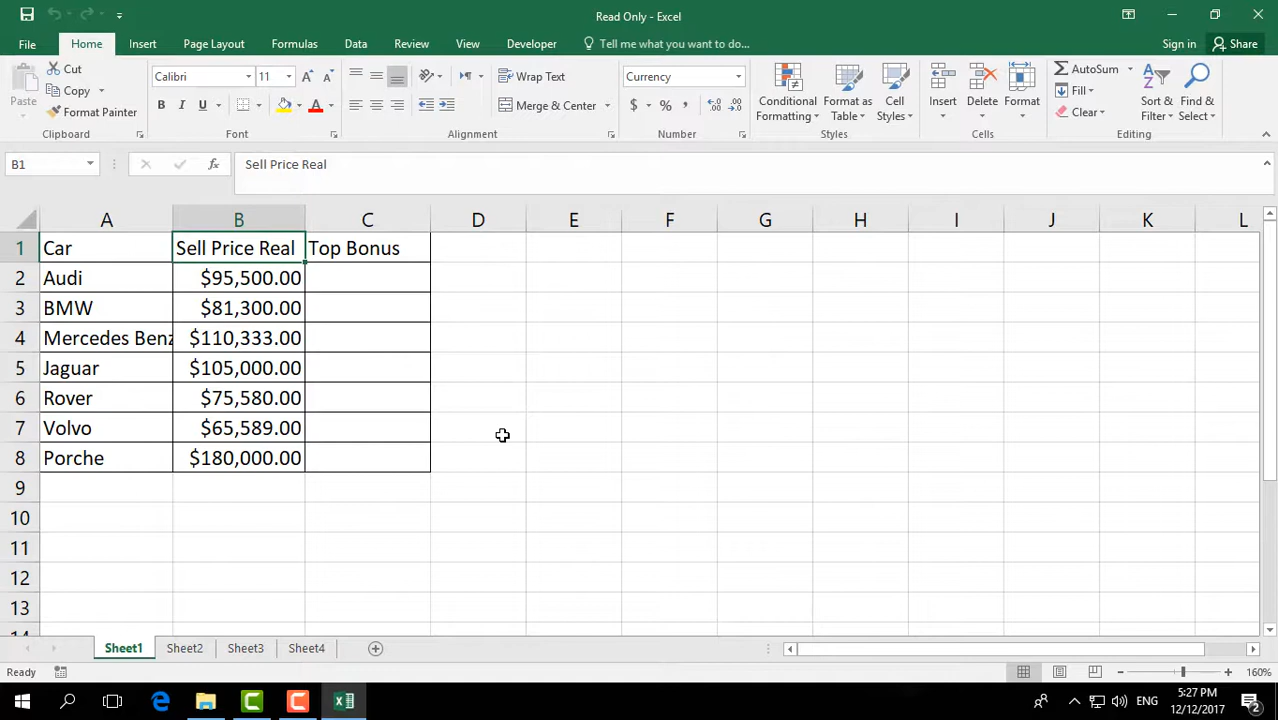 Read Only - Excel
File Home Insert Page Layout Formulas Data Review View Developer Tell me what you want to do... Sign in Share
Paste Cut Copy Format Painter Clipboard
Calibri 11 B I U A Font
Wrap Text Merge & Center Alignment
Currency $ % , Number
Conditional Formatting Format as Table Cell Styles Styles
Insert Delete Format Cells
AutoSum Fill Clear Sort & Filter Find & Select Editing
B1 fx Sell Price Real
A B C D E F G H I J K L
1 Car Sell Price Real Top Bonus
2 Audi $95,500.00
3 BMW $81,300.00
4 Mercedes Benz $110,333.00
5 Jaguar $105,000.00
6 Rover $75,580.00
7 Volvo $65,589.00
8 Porche $180,000.00
9
10
11
12
13
14
Sheet1 Sheet2 Sheet3 Sheet4
Ready 160%
ENG 5:27 PM 2
12/12/2017